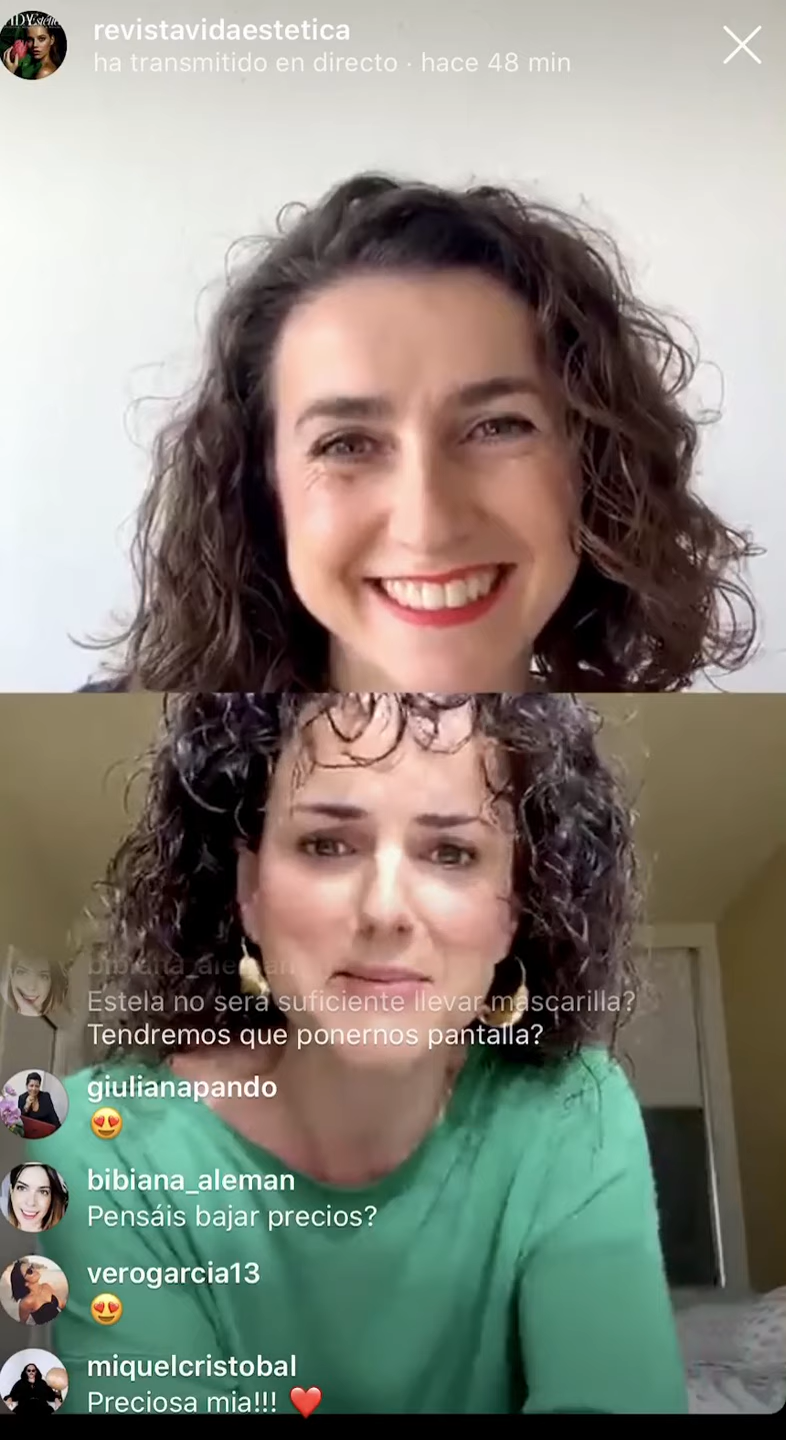 revistavidaestetica
ha transmitido en directo · hace 48 min
bibiana_aleman
Estela no será suficiente llevar mascarilla?
Tendremos que ponernos pantalla?
giulianapando
😍
bibiana_aleman
Pensáis bajar precios?
verogarcia13
😍
miquelcristobal
Preciosa mia!!! ❤️